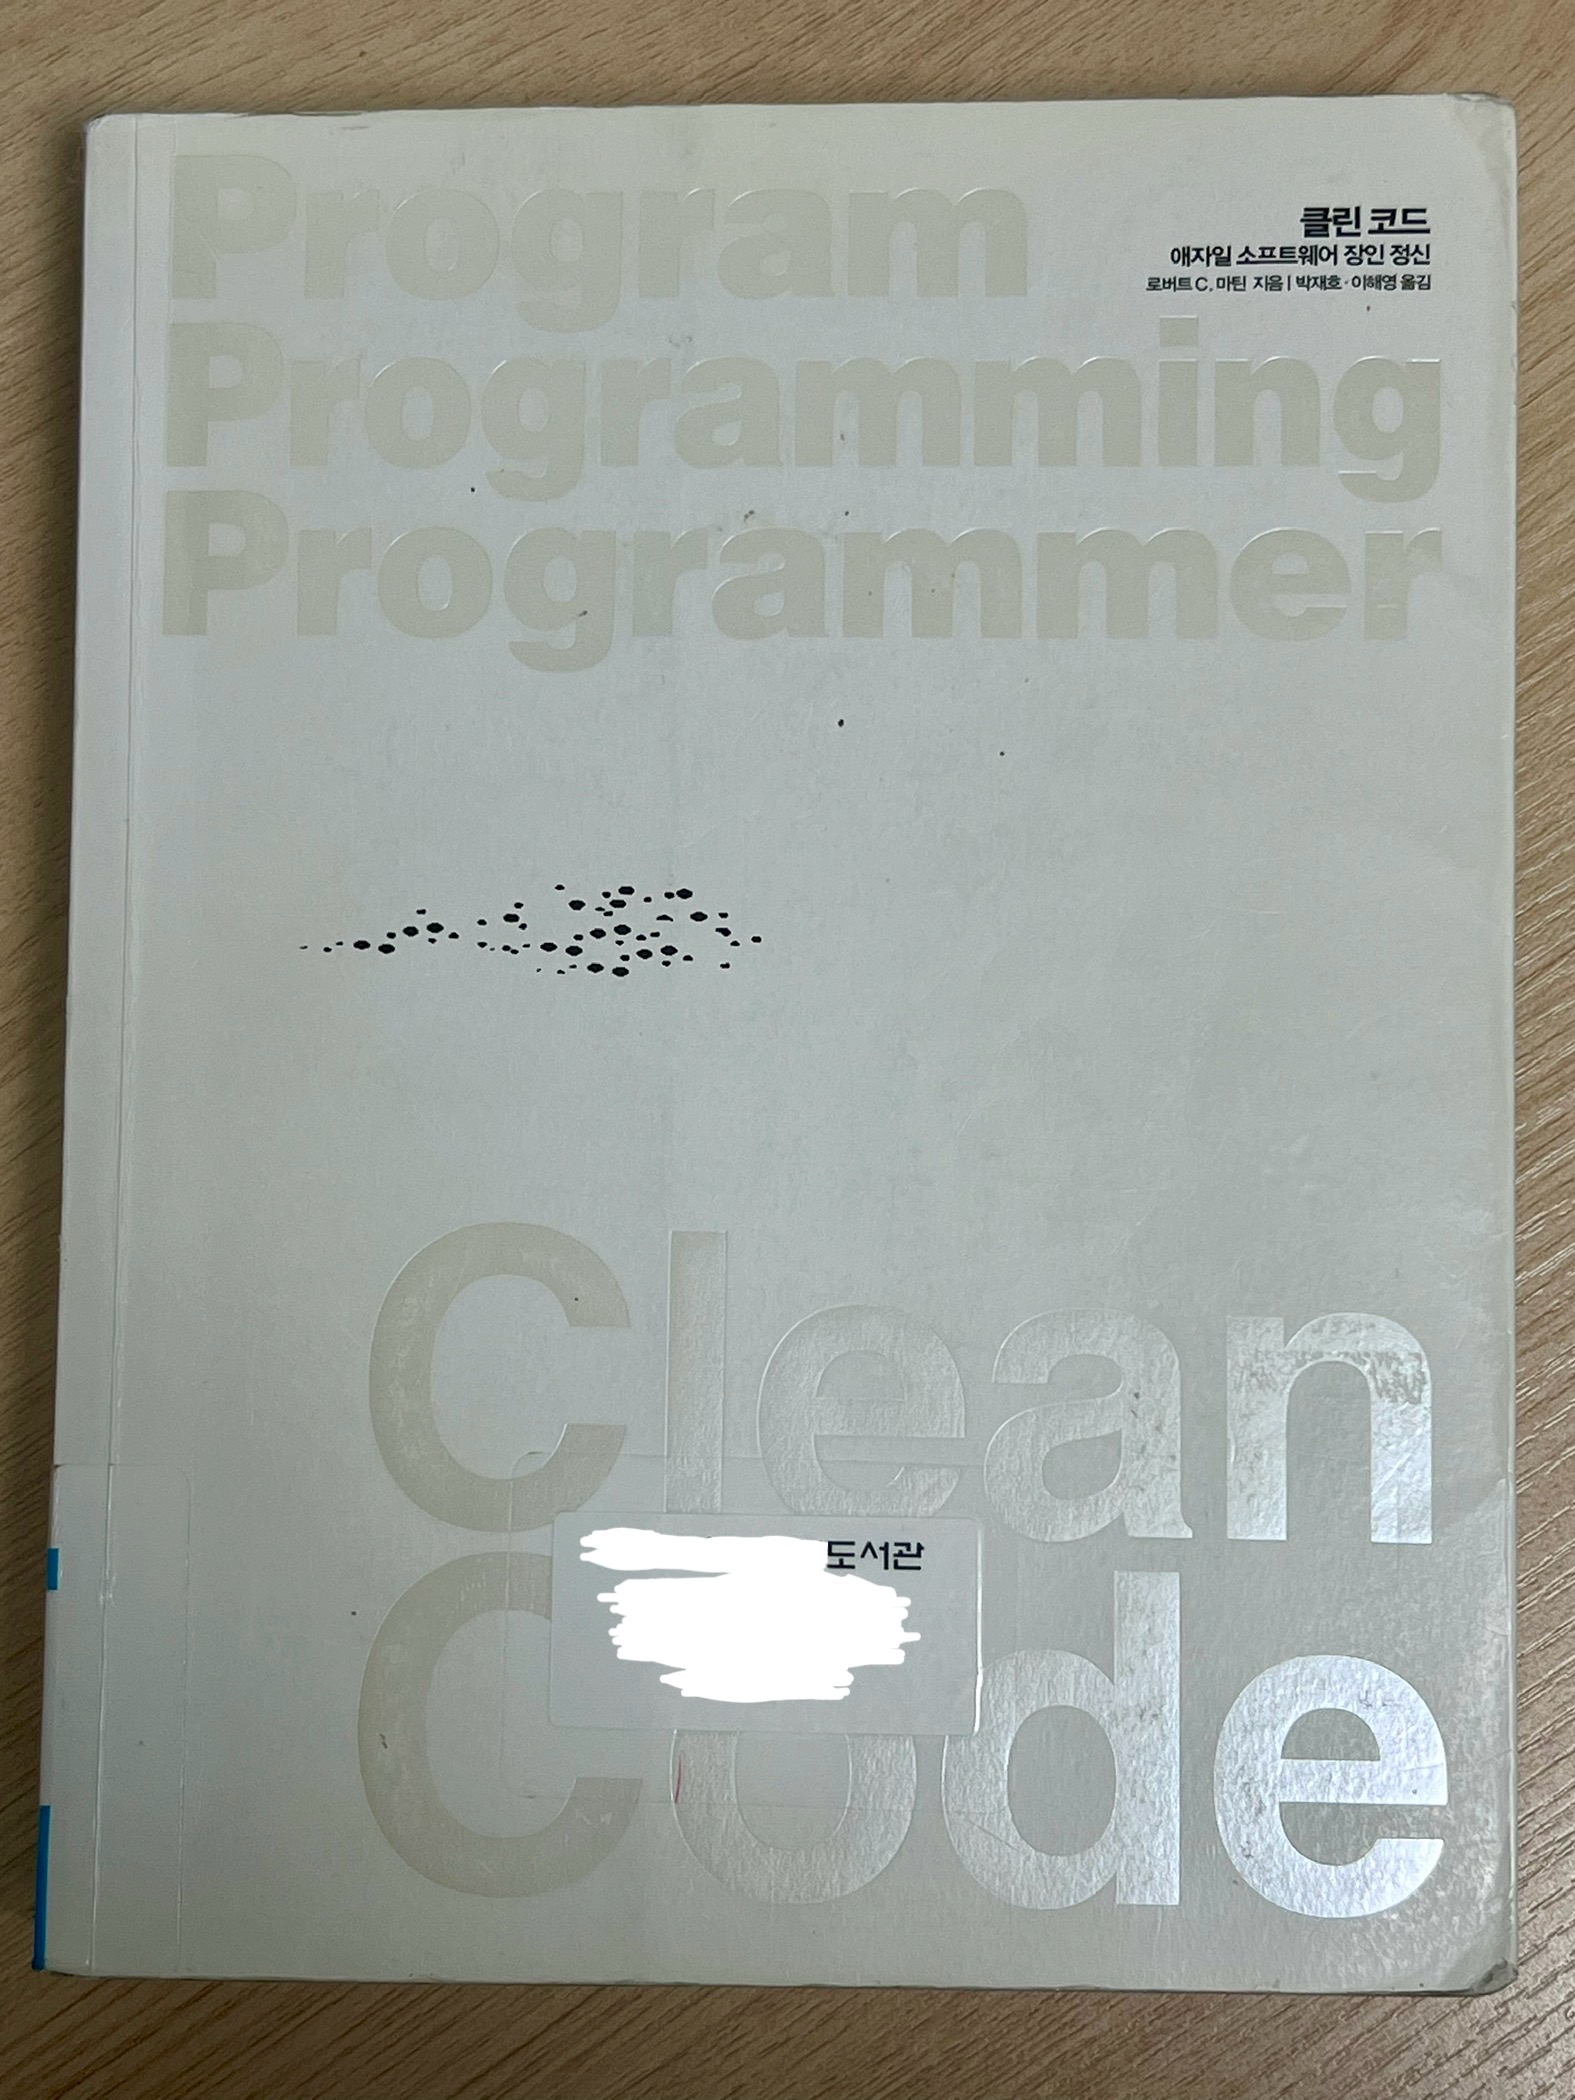 Program
클린 코드
애자일 소프트웨어 장인 정신
로버트 C. 마틴 지음 | 박재호·이해영 옮김
Programming
Programmer
Clean
Code
도서관